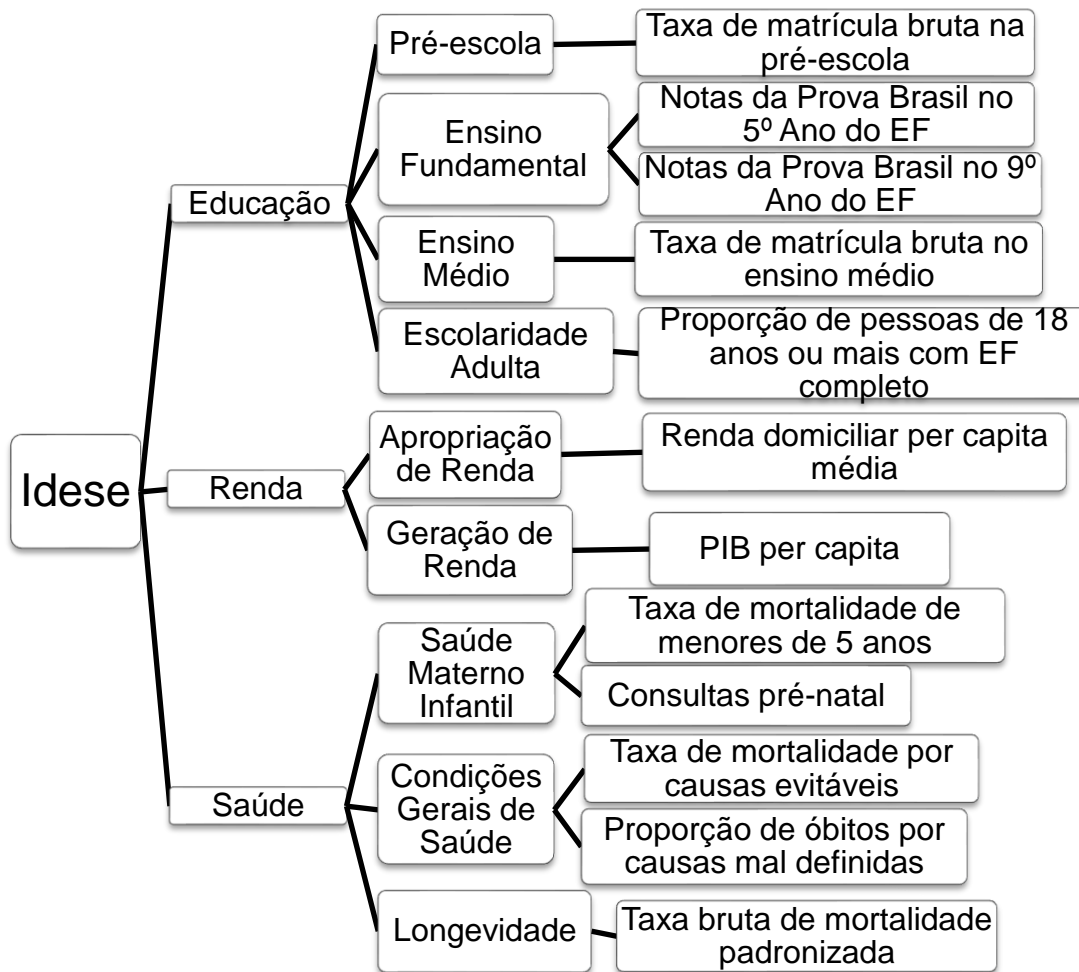 Pré-escola
Taxa de matrícula bruta na
pré-escola
Ensino
Fundamental
Notas da Prova Brasil no
5º Ano do EF
Notas da Prova Brasil no 9º
Ano do EF
Educação
Ensino
Médio
Taxa de matrícula bruta no
ensino médio
Escolaridade
Adulta
Proporção de pessoas de 18
anos ou mais com EF
completo
Idese
Renda
Apropriação
de Renda
Renda domiciliar per capita
média
Geração de
Renda
PIB per capita
Saúde
Materno
Infantil
Taxa de mortalidade de
menores de 5 anos
Consultas pré-natal
Saúde
Condições
Gerais de
Saúde
Taxa de mortalidade por
causas evitáveis
Proporção de óbitos por
causas mal definidas
Longevidade
Taxa bruta de mortalidade
padronizada